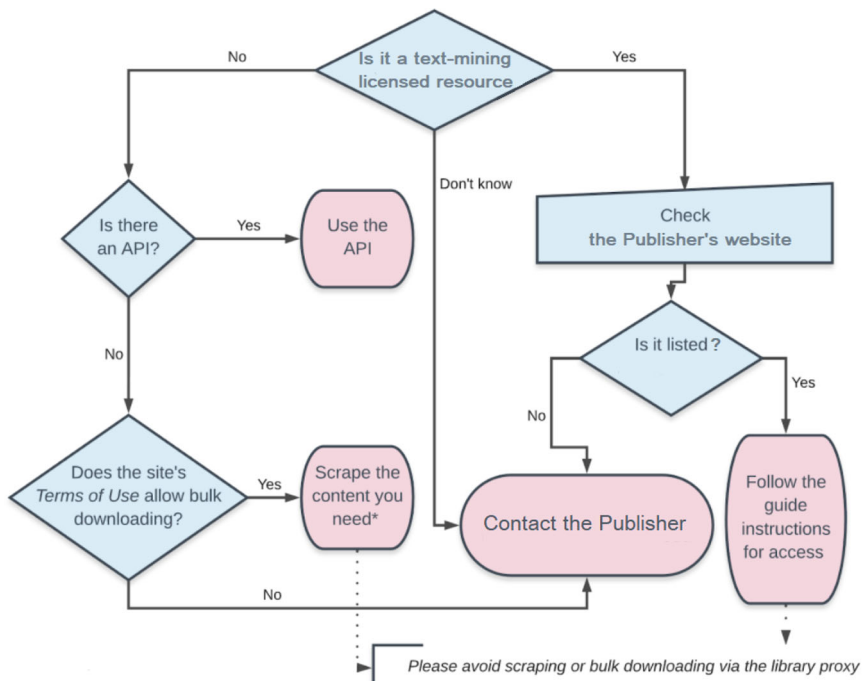 Is it a text-mining
licensed resource
No
Yes
Don't know
Is there
an API?
Yes
Use the
API
Check
the Publisher's website
Is it listed ?
No
Yes
No
Does the site's
Terms of Use allow bulk
downloading?
Yes
Scrape the
content you
need*
Contact the Publisher
Follow the
guide
instructions
for access
No
Please avoid scraping or bulk downloading via the library proxy